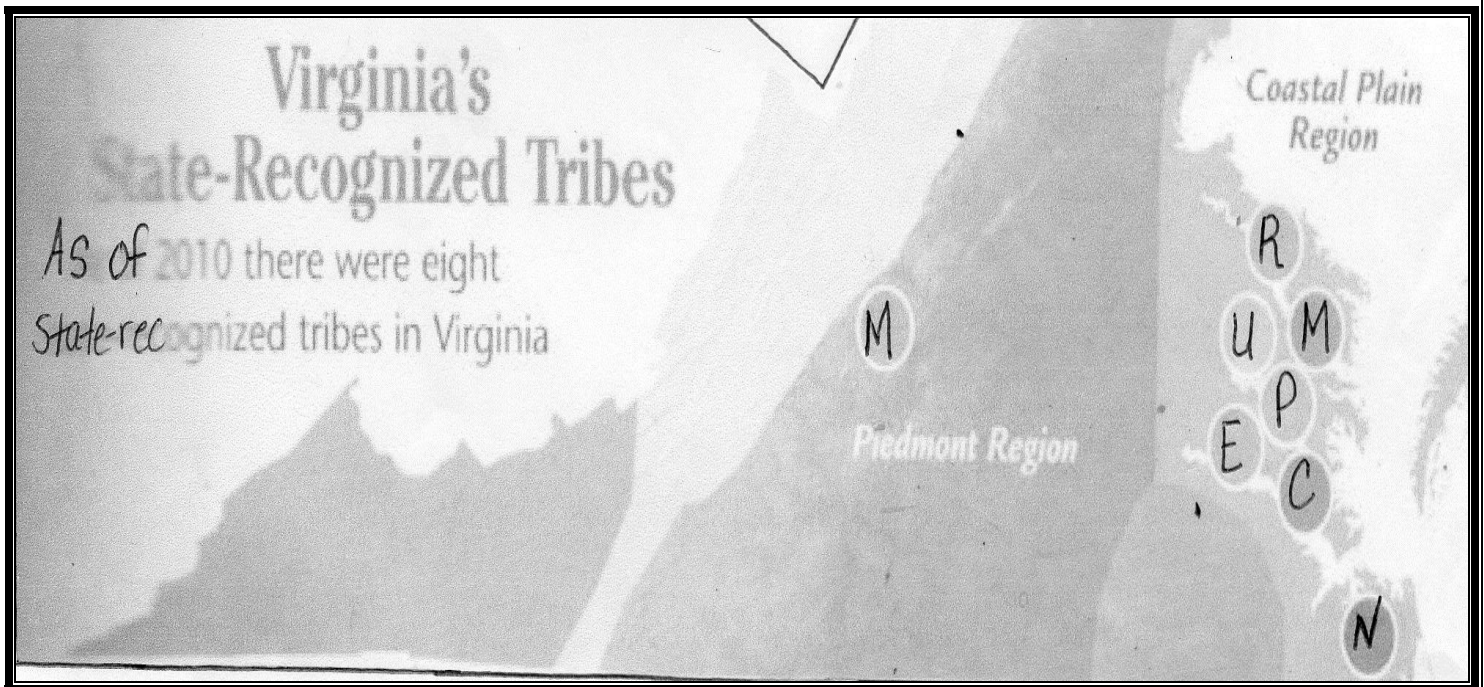 Virginia's
State-Recognized Tribes
As of 2010 there were eight
State-recognized tribes in Virginia
Coastal Plain
Region
R
M
U
M
P
E
C
Piedmont Region
N